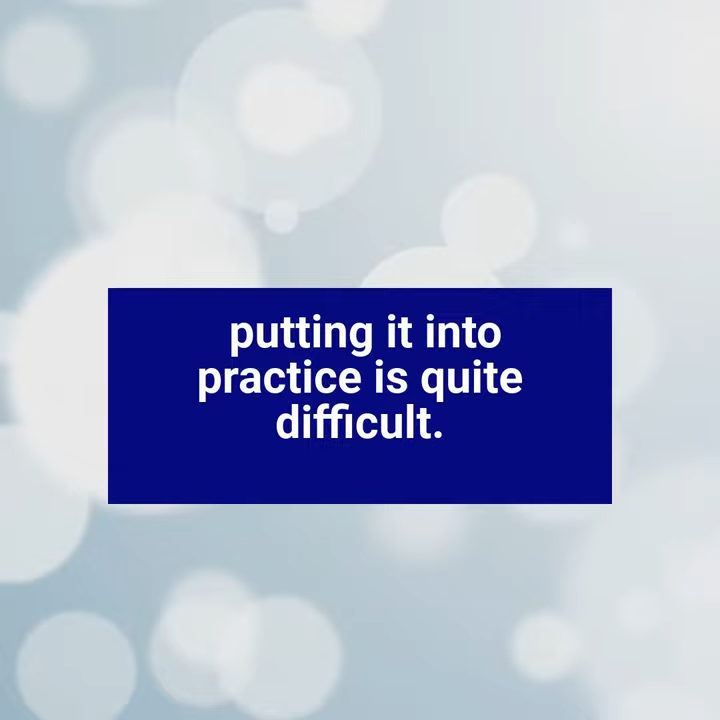 putting it into
practice is quite
difficult.